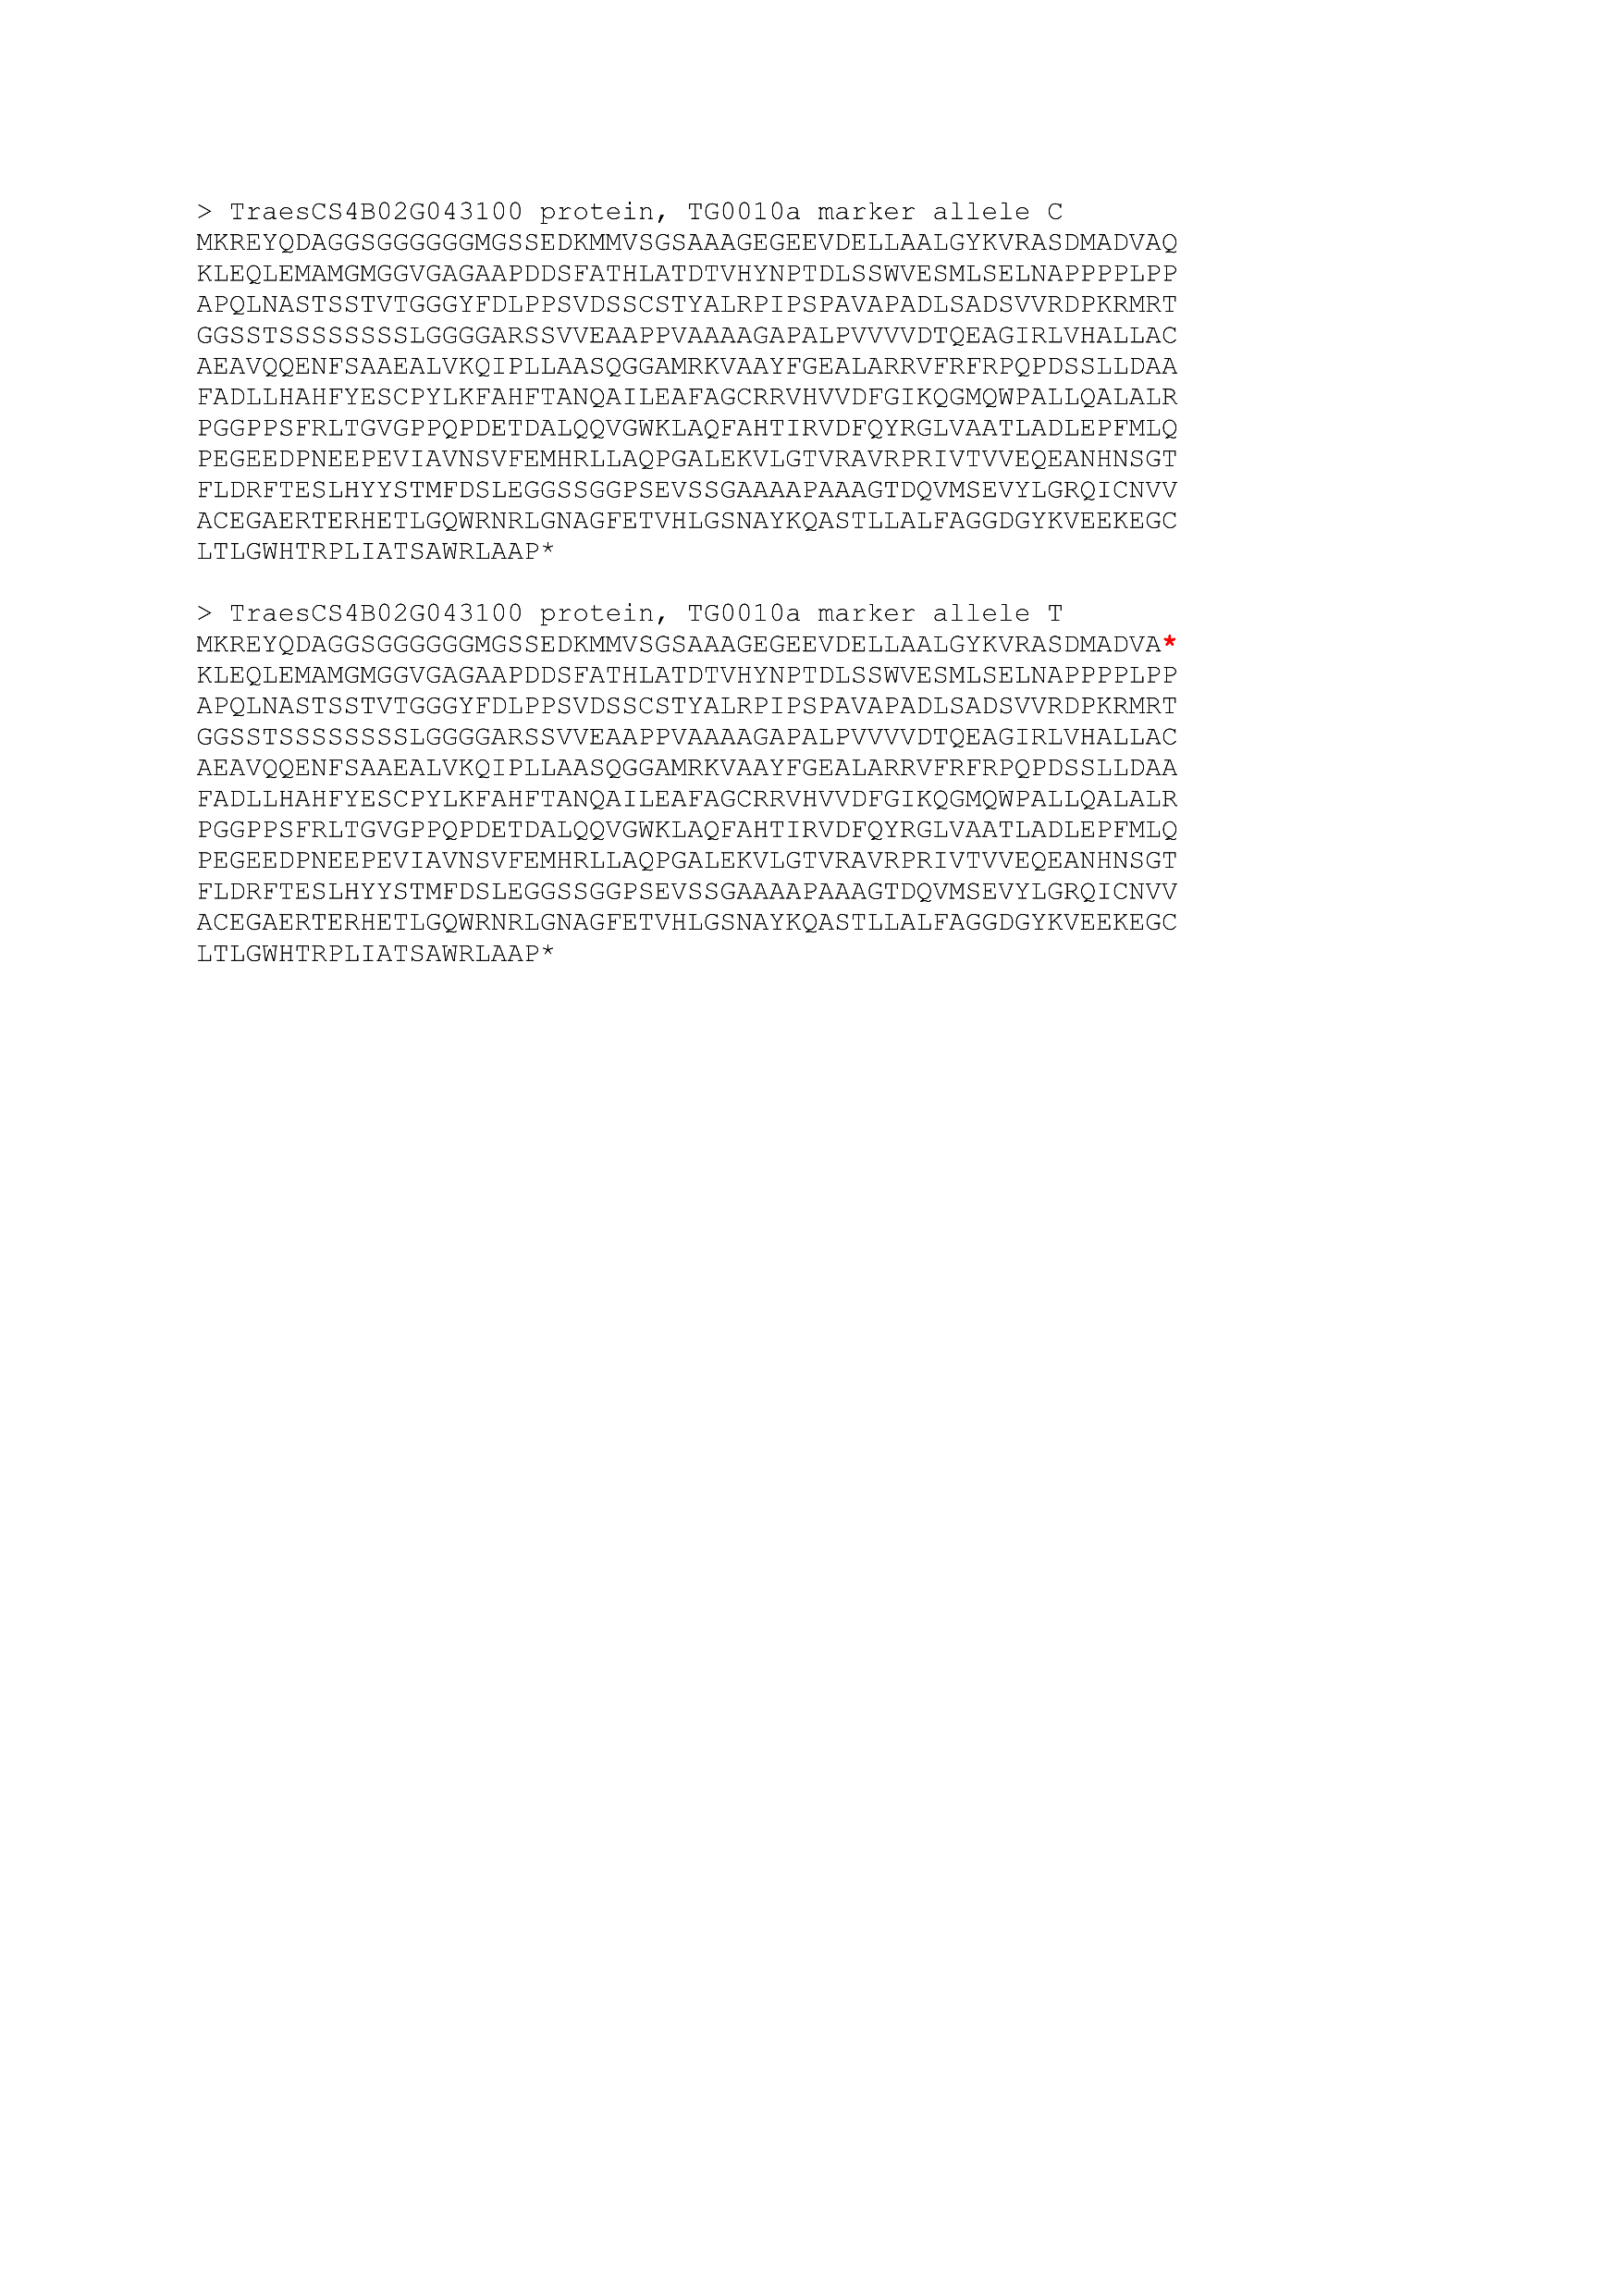 > TraesCS4B02G043100 protein, TG0010a marker allele C
MKREYQDAGGSGGGGGGMGSSEDKMMVSGSAAAGEGEEVDELLAALGYKVRASDMADVAQ
KLEQLEMAMGMGGVGAGAAPDDSFATHLATDTVHYNPTDLSSWVESMLSELNAPPPPLPP
APQLNASTSSTVTGGGYFDLPPSVDSSCSTYALRPIPSPAVAPADLSADSVVRDPKRMRT
GGSSTSSSSSSSSLGGGGARSSVVEAAPPVAAAAGAPALPVVVVDTQEAGIRLVHALLAC
AEAVQQENFSAAEALVKQIPLLAASQGGAMRKVAAYFGEALARRVFRFRPQPDSSLLDAA
FADLLHAHFYESCPYLKFAHFTANQAILEAFAGCRRVHVVDFGIKQGMQWPALLQALALR
PGGPPSFRLTGVGPPQPDETDALQQVGWKLAQFAHTIRVDFQYRGLVAATLADLEPFMLQ
PEGEEDPNEEPEVIAVNSVFEMHRLLAQPGALEKVLGTVRAVRPRIVTVVEQEANHNSGT
FLDRFTESLHYYSTMFDSLEGGSSGGPSEVSSGAAAAPAAAGTDQVMSEVYLGRQICNVV
ACEGAERTERHETLGQWRNRLGNAGFETVHLGSNAYKQASTLLALFAGGDGYKVEEKEGC
LTLGWHTRPLIATSAWRLAAP*
> TraesCS4B02G043100 protein, TG0010a marker allele T
MKREYQDAGGSGGGGGGMGSSEDKMMVSGSAAAGEGEEVDELLAALGYKVRASDMADVA*
KLEQLEMAMGMGGVGAGAAPDDSFATHLATDTVHYNPTDLSSWVESMLSELNAPPPPLPP
APQLNASTSSTVTGGGYFDLPPSVDSSCSTYALRPIPSPAVAPADLSADSVVRDPKRMRT
GGSSTSSSSSSSSLGGGGARSSVVEAAPPVAAAAGAPALPVVVVDTQEAGIRLVHALLAC
AEAVQQENFSAAEALVKQIPLLAASQGGAMRKVAAYFGEALARRVFRFRPQPDSSLLDAA
FADLLHAHFYESCPYLKFAHFTANQAILEAFAGCRRVHVVDFGIKQGMQWPALLQALALR
PGGPPSFRLTGVGPPQPDETDALQQVGWKLAQFAHTIRVDFQYRGLVAATLADLEPFMLQ
PEGEEDPNEEPEVIAVNSVFEMHRLLAQPGALEKVLGTVRAVRPRIVTVVEQEANHNSGT
FLDRFTESLHYYSTMFDSLEGGSSGGPSEVSSGAAAAPAAAGTDQVMSEVYLGRQICNVV
ACEGAERTERHETLGQWRNRLGNAGFETVHLGSNAYKQASTLLALFAGGDGYKVEEKEGC
LTLGWHTRPLIATSAWRLAAP*